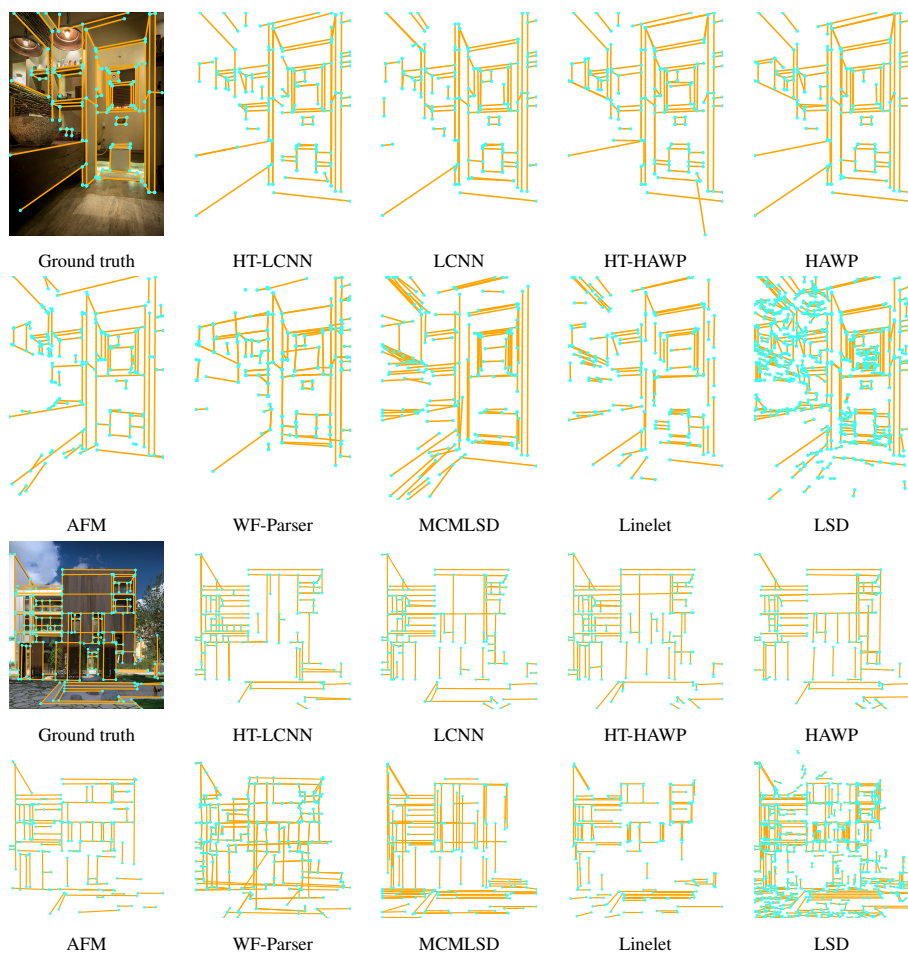 Ground truth HT-LCNN LCNN HT-HAWP HAWP
AFM WF-Parser MCMLSD Linelet LSD
Ground truth HT-LCNN LCNN HT-HAWP HAWP
AFM WF-Parser MCMLSD Linelet LSD